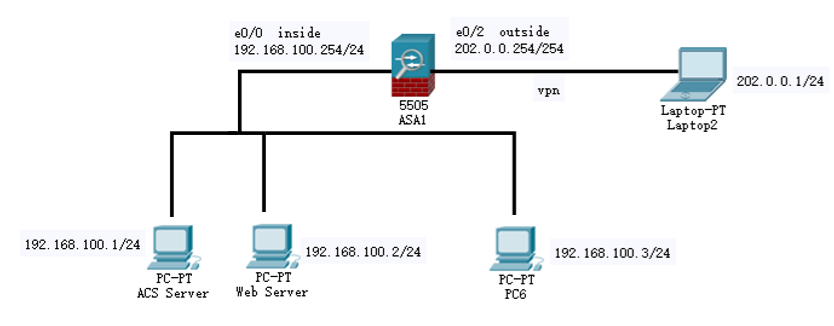 e0/0 inside
192.168.100.254/24
e0/2 outside
202.0.0.254/254
5505
ASA1
vpn
202.0.0.1/24
Laptop-PT
Laptop2
192.168.100.1/24
PC-PT
ACS Server
192.168.100.2/24
PC-PT
Web Server
192.168.100.3/24
PC-PT
PC6